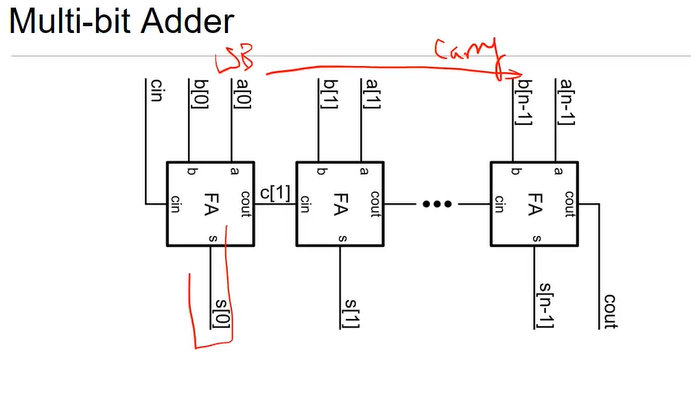 Multi-bit Adder
LSB Carry
cin b[0] a[0] b[1] a[1] b[n-1] a[n-1]
b a b a b a
cin FA cout c[1] cin FA cout ••• cin FA cout
s s s
s[0] s[1] s[n-1] cout